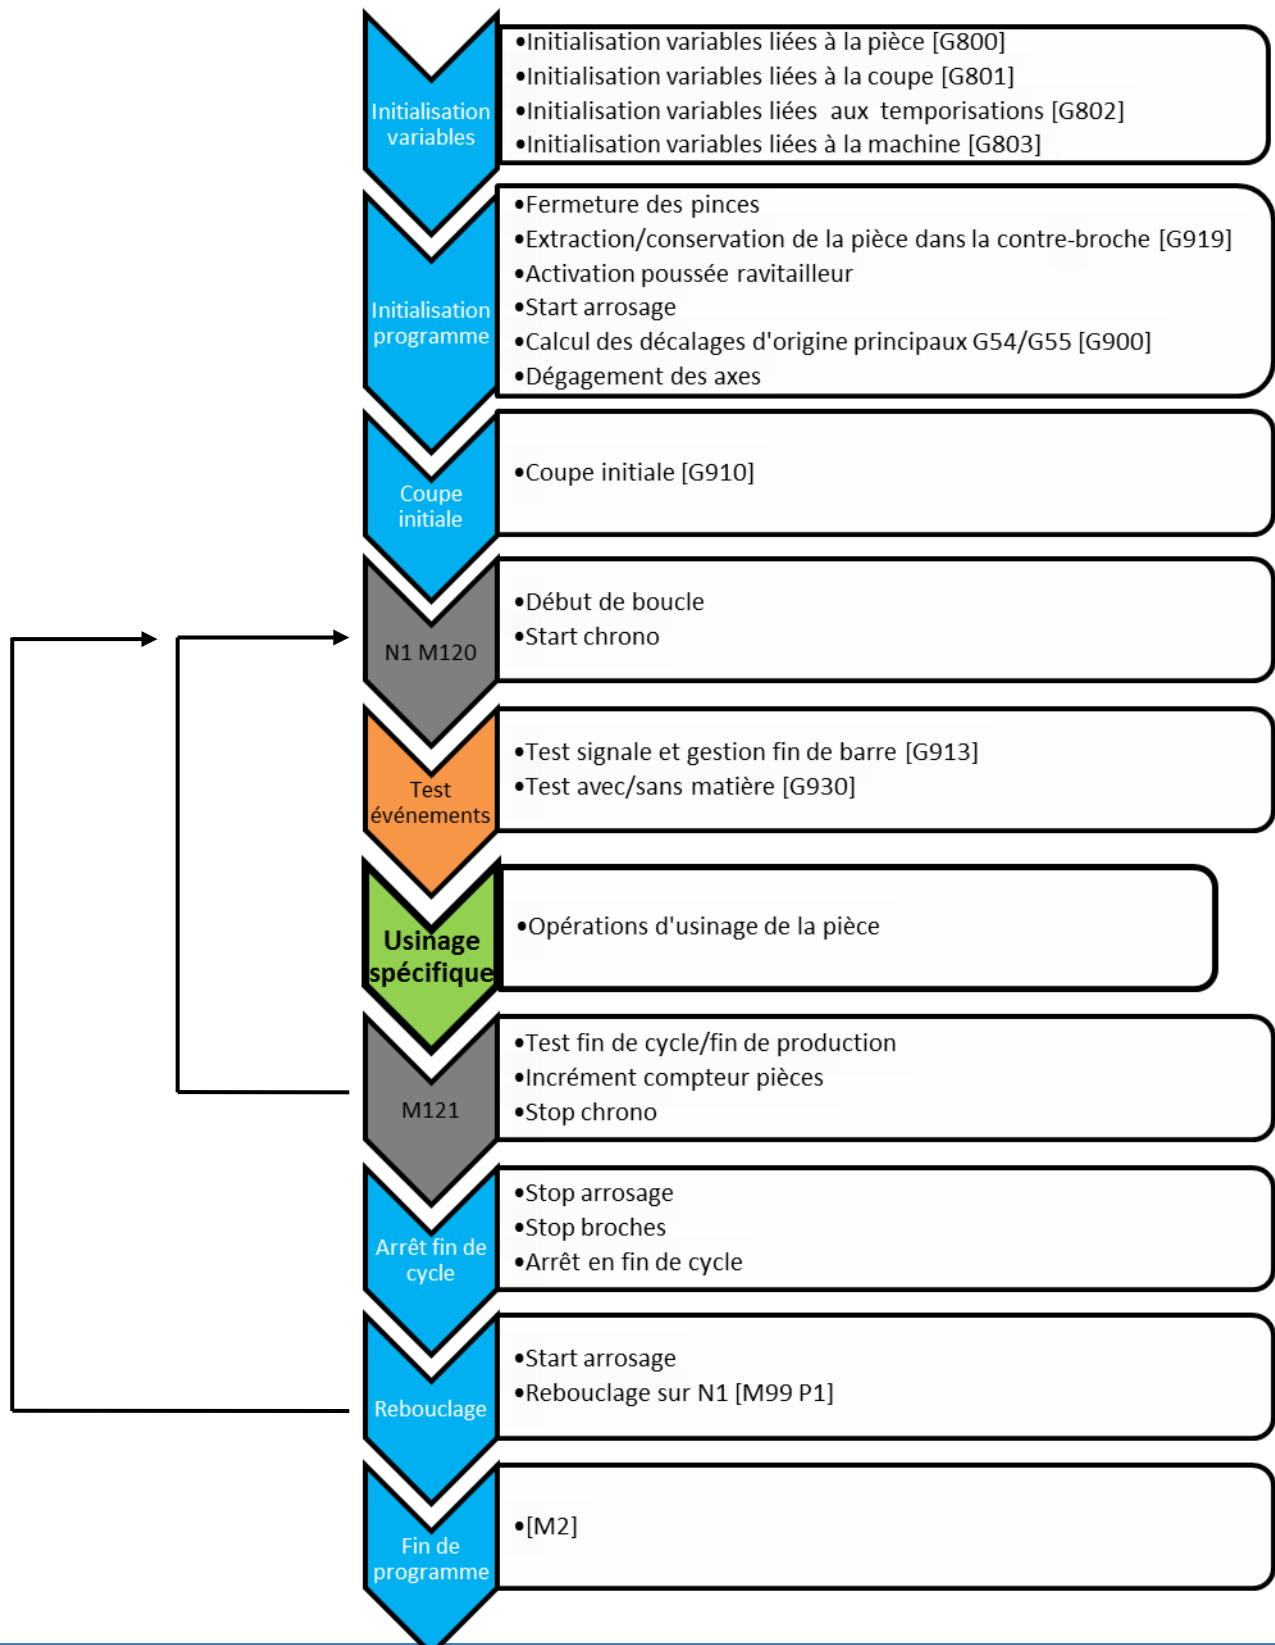 Initialisation
variables
•Initialisation variables liées à la pièce [G800]
•Initialisation variables liées à la coupe [G801]
•Initialisation variables liées aux temporisations [G802]
•Initialisation variables liées à la machine [G803]
Initialisation
programme
•Fermeture des pinces
•Extraction/conservation de la pièce dans la contre-broche [G919]
•Activation poussée ravitailleur
•Start arrosage
•Calcul des décalages d'origine principaux G54/G55 [G900]
•Dégagement des axes
Coupe
initiale
•Coupe initiale [G910]
N1 M120
•Début de boucle
•Start chrono
Test
événements
•Test signale et gestion fin de barre [G913]
•Test avec/sans matière [G930]
Usinage
spécifique
•Opérations d'usinage de la pièce
M121
•Test fin de cycle/fin de production
•Incrément compteur pièces
•Stop chrono
Arrêt fin de
cycle
•Stop arrosage
•Stop broches
•Arrêt en fin de cycle
Rebouclage
•Start arrosage
•Rebouclage sur N1 [M99 P1]
Fin de
programme
•[M2]